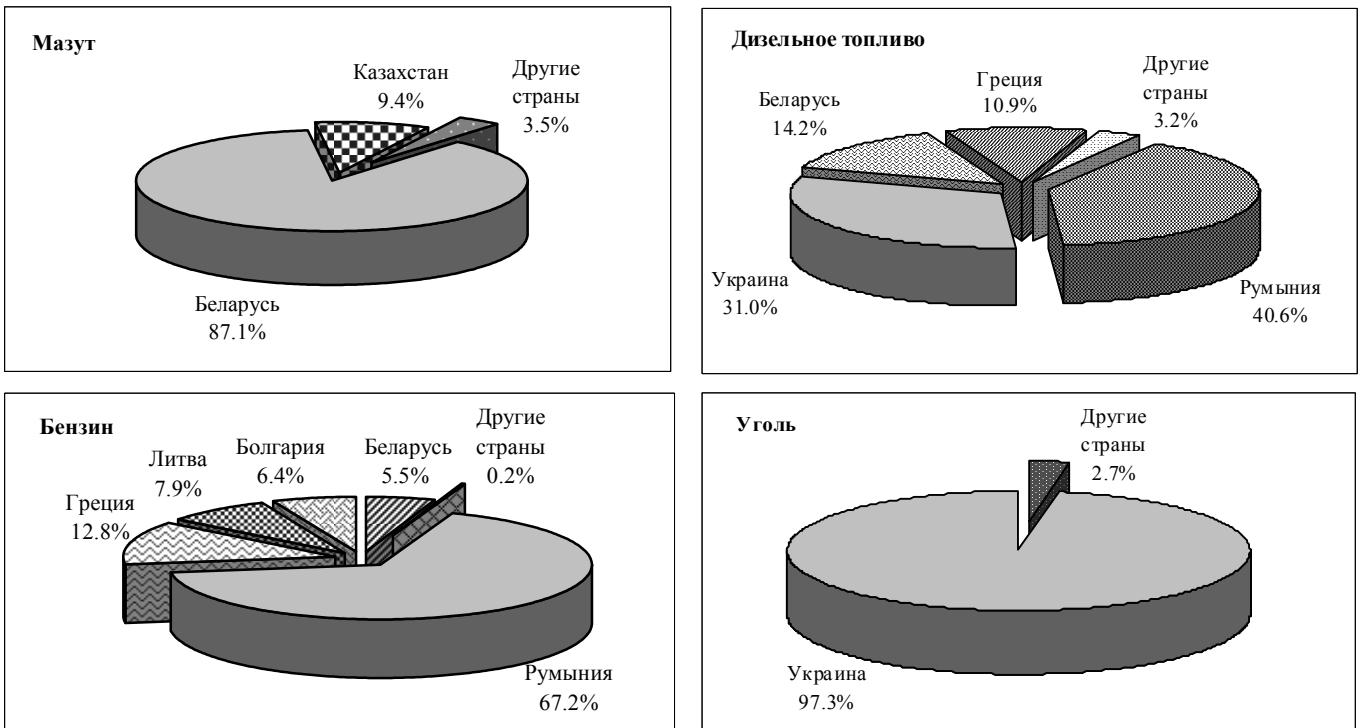 Мазут
Казахстан
9.4%
Другие
страны
3.5%
Беларусь
87.1%
Дизельное топливо
Беларусь
14.2%
Греция
10.9%
Другие
страны
3.2%
Украина
31.0%
Румыния
40.6%
Бензин
Греция
12.8%
Литва
7.9%
Болгария
6.4%
Беларусь
5.5%
Другие
страны
0.2%
Румыния
67.2%
Уголь
Другие
страны
2.7%
Украина
97.3%